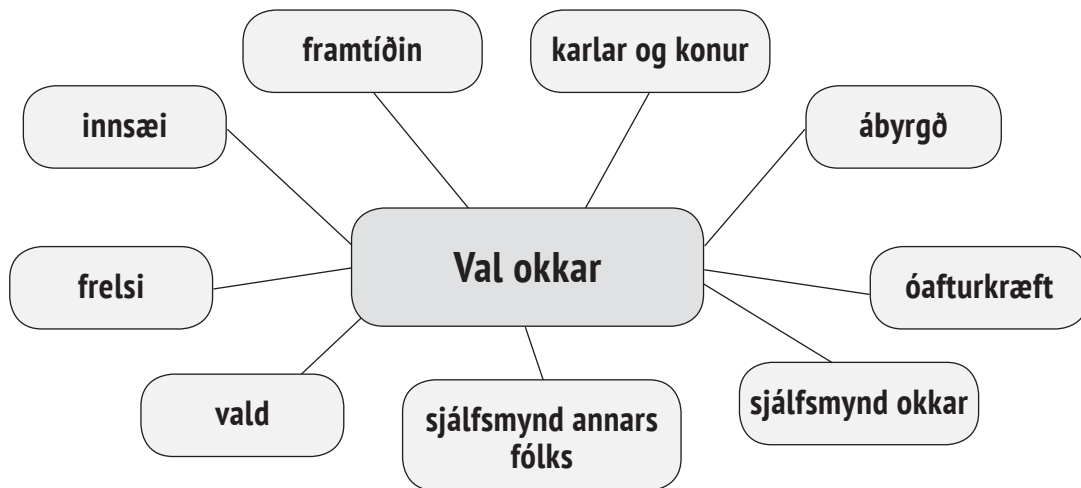 framtíðin
karlar og konur
innsæi
ábyrgð
Val okkar
frelsi
óafturkræft
vald
sjálfsmynd annars
fólks
sjálfsmynd okkar